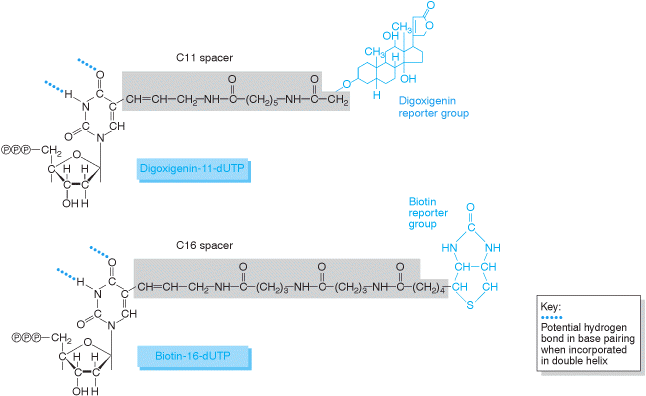 C11 spacer
O
H
N
O
N
CH
CH=CH–CH₂–NH–C–(CH₂)₅–NH–C–CH₂
O
O
O
CH₃
OH
CH₃
H
OH
H
O
O
Digoxigenin
reporter group
ⓅⓅⓅ–CH₂
O
H H
H
OH H
Digoxigenin-11-dUTP
C16 spacer
O
H
N
O
N
CH
CH=CH–CH₂–NH–C–(CH₂)₃–NH–C–(CH₂)₃–NH–C–(CH₂)₄
O
O
O
Biotin
reporter
group
O
C
NH NH
CH CH
CH CH₂
S
ⓅⓅⓅ–CH₂
O
H H
H
OH H
Biotin-16-dUTP
Key:
Potential hydrogen
bond in base pairing
when incorporated
in double helix